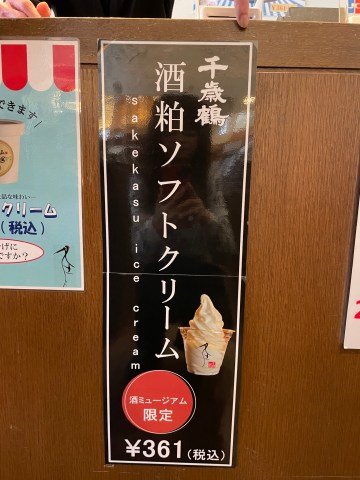 千歳鶴
酒粕ソフトクリーム
sakekasu ice cream
酒ミュージアム
限定
¥361(税込)
できます
クリーム
(税込)